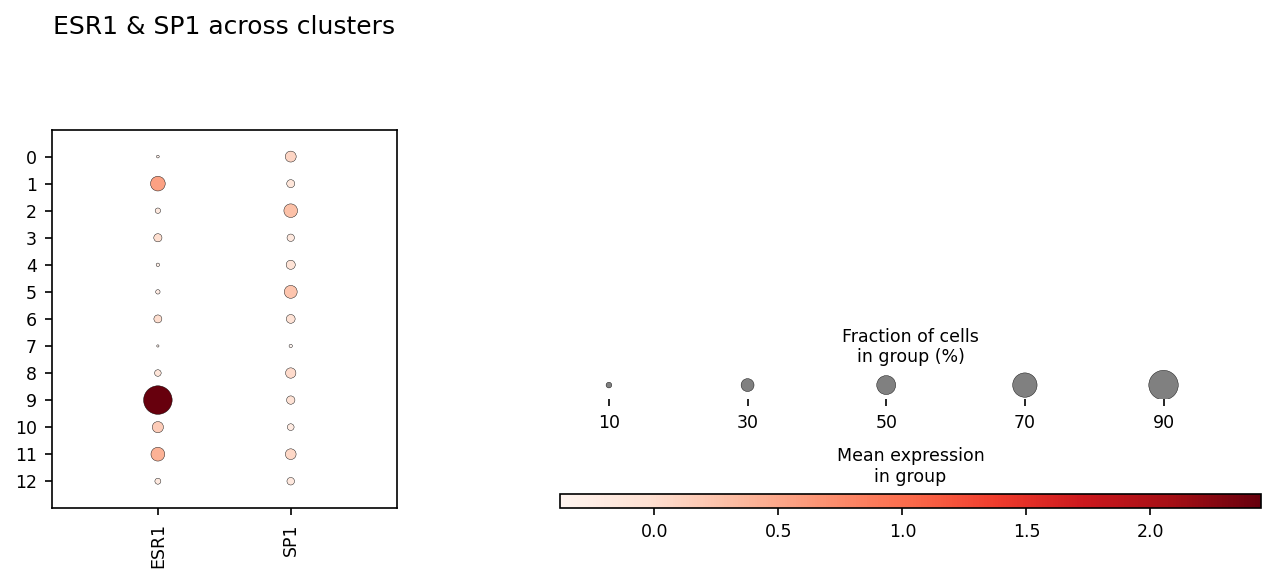 ESR1 & SP1 across clusters
0
1
2
3
4
5
6
7
8
9
10
11
12
ESR1
SP1
Fraction of cells
in group (%)
10 30 50 70 90
Mean expression
in group
0.0 0.5 1.0 1.5 2.0